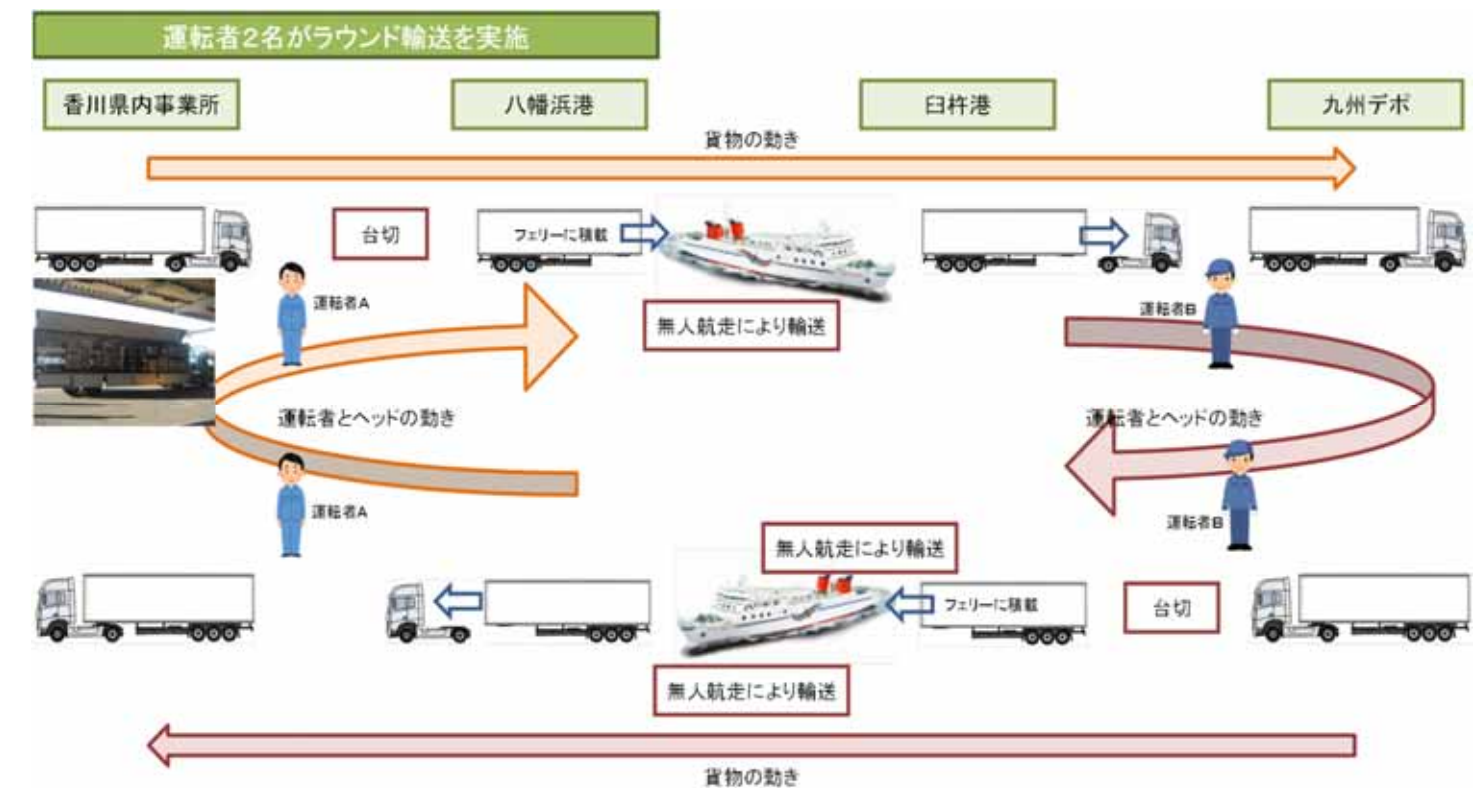 運転者2名がラウンド輸送を実施
香川県内事業所
八幡浜港
臼杵港
九州デポ
貨物の動き
台切
フェリーに積載
無人航走により輸送
運転者A
運転者B
運転者とヘッドの動き
運転者とヘッドの動き
運転者A
運転者B
無人航走により輸送
フェリーに積載
台切
無人航走により輸送
貨物の動き